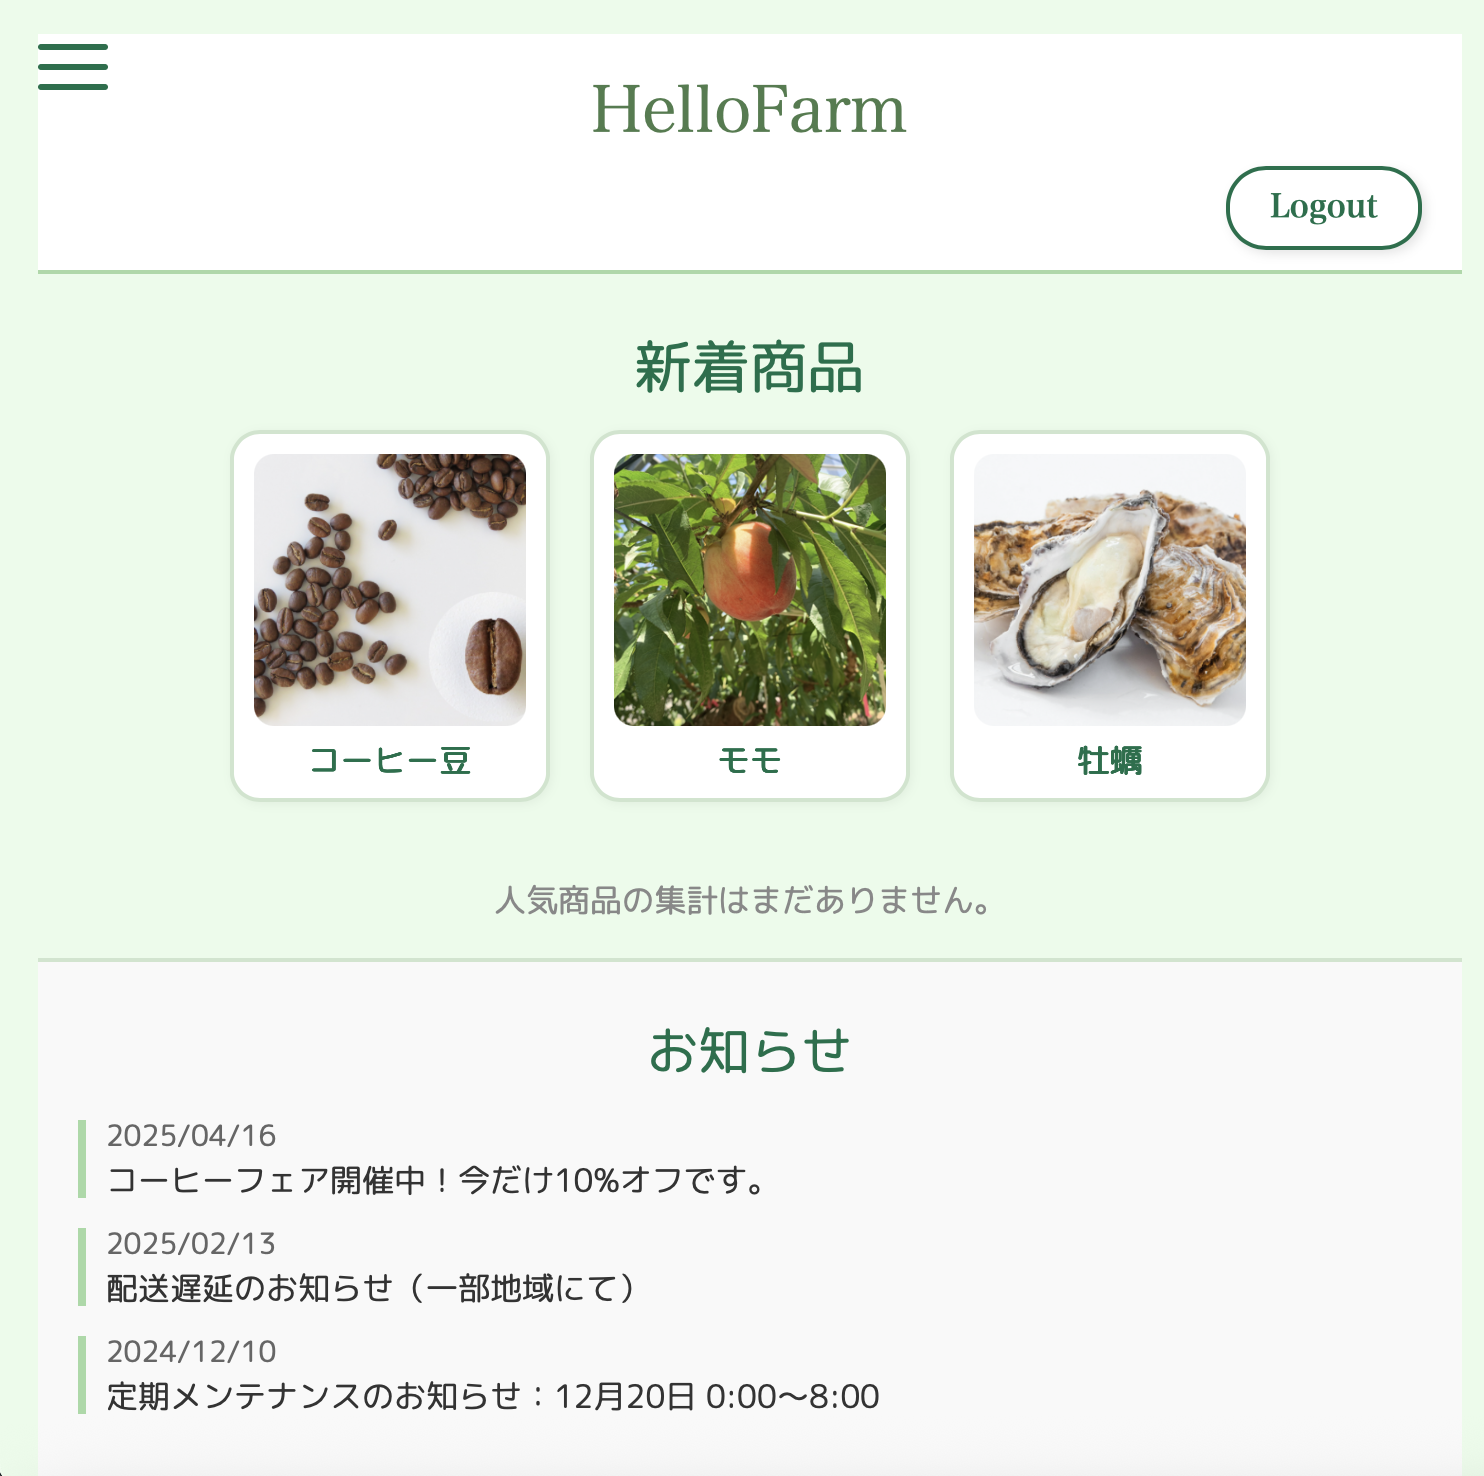 HelloFarm
Logout
新着商品
コーヒー豆
モモ
牡蠣
人気商品の集計はまだありません。
お知らせ
2025/04/16
コーヒーフェア開催中！今だけ10%オフです。
2025/02/13
配送遅延のお知らせ（一部地域にて）
2024/12/10
定期メンテナンスのお知らせ：12月20日 0:00〜8:00